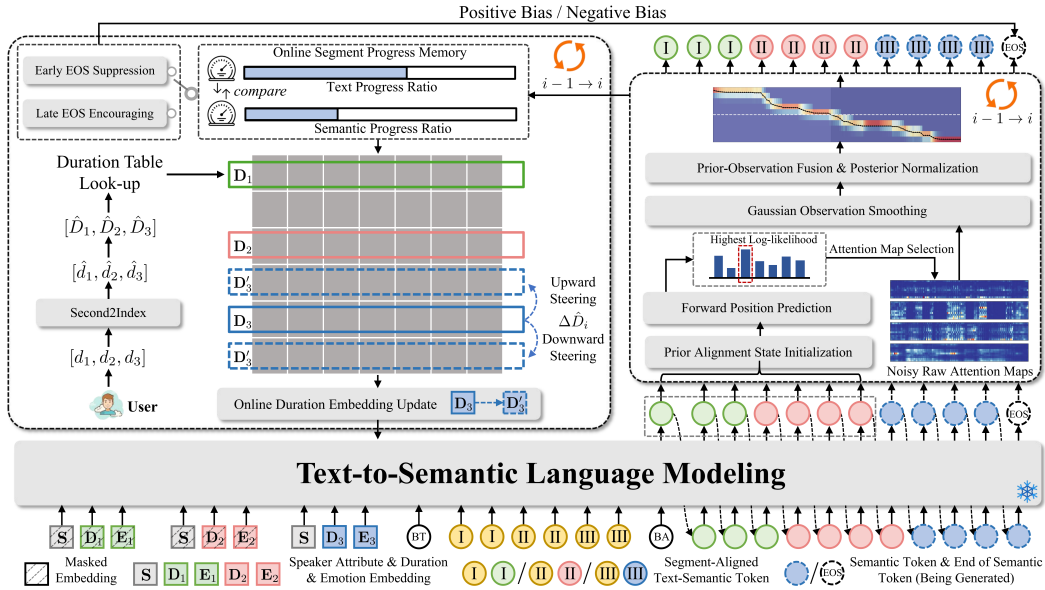 Positive Bias / Negative Bias
Early EOS Suppression
Late EOS Encouraging
Online Segment Progress Memory
Text Progress Ratio
compare
Semantic Progress Ratio
i − 1 → i
I I I II II II II III III III III EOS
i − 1 → i
Prior-Observation Fusion & Posterior Normalization
Gaussian Observation Smoothing
Highest Log-likelihood
Attention Map Selection
Forward Position Prediction
Prior Alignment State Initialization
Noisy Raw Attention Maps
Duration Table
Look-up
[D̂₁, D̂₂, D̂₃]
[d̂₁, d̂₂, d̂₃]
Second2Index
[d₁, d₂, d₃]
User
D₁
D₂
D′₃
D₃
D′₃
Upward
Steering
ΔD̂ᵢ
Downward
Steering
Online Duration Embedding Update D₃ D′₃
EOS
Text-to-Semantic Language Modeling
S D₁ E₁ S D₂ E₂ S D₃ E₃ BT I I II II III III BA
Masked
Embedding
S D₁ E₁ D₂ E₂
Speaker Attribute & Duration
& Emotion Embedding
I I / II II / III III
Segment-Aligned
Text-Semantic Token
/ EOS
Semantic Token & End of Semantic
Token (Being Generated)